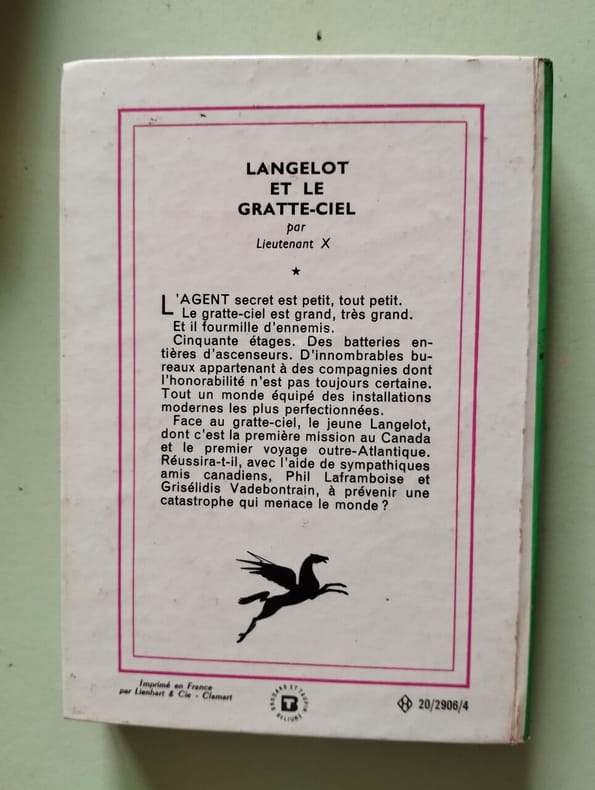 LANGELOT
ET LE
GRATTE-CIEL
par
Lieutenant X
L'AGENT secret est petit, tout petit.
Le gratte-ciel est grand, très grand.
Et il fourmille d'ennemis.
Cinquante étages. Des batteries en-
tières d'ascenseurs. D'innombrables bu-
reaux appartenant à des compagnies dont
l'honorabilité n'est pas toujours certaine.
Tout un monde équipé des installations
modernes les plus perfectionnées.
Face au gratte-ciel, le jeune Langelot,
dont c'est la première mission au Canada
et le premier voyage outre-Atlantique.
Réussira-t-il, avec l'aide de sympathiques
amis canadiens, Phil Laframboise et
Grisélidis Vadebontrain, à prévenir une
catastrophe qui menace le monde ?
Imprimé en France
par Lienhart & Cie - Clamart
BRODARD ET TAUPIN
RELIURE
H 20/2906/4